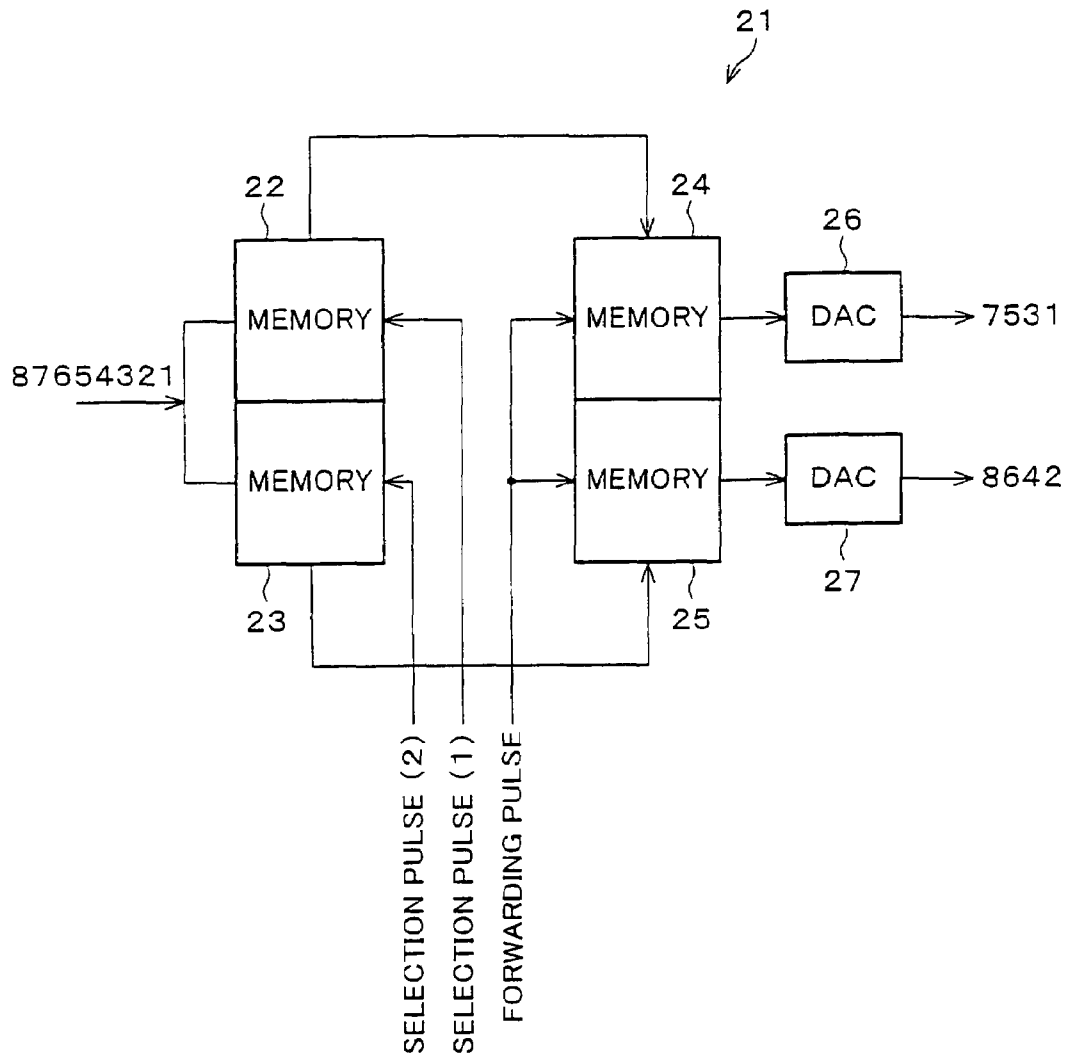 21
22
24
26
MEMORY
MEMORY
DAC
7531
87654321
MEMORY
MEMORY
DAC
8642
23
25
27
SELECTION PULSE (2)
SELECTION PULSE (1)
FORWARDING PULSE